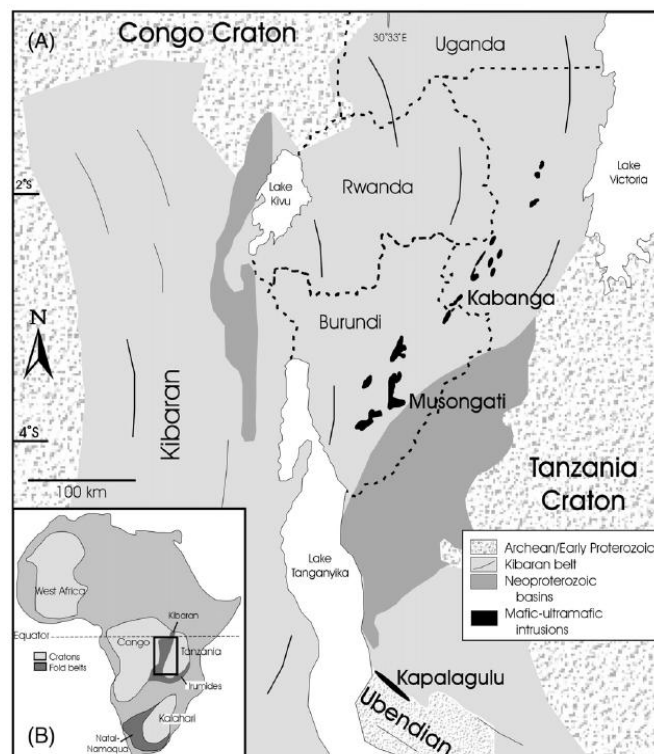 (A)
Congo Craton
30°33'E
Uganda
Lake
Victoria
2°S
Lake
Kivu
Rwanda
Kabanga
N
Burundi
Musongati
Kibaran
4°S
100 km
Tanzania
Craton
Lake
Tanganyika
Archean/Early Proterozoic
Kibaran belt
Neoproterozoic
basins
Mafic-ultramafic
intrusions
Kapalagulu
Ubendian
West Africa
Kibaran
Equator
Congo
Tanzania
Cratons
Fold belts
Irumides
Kalahari
Natal-
Namaqua
(B)